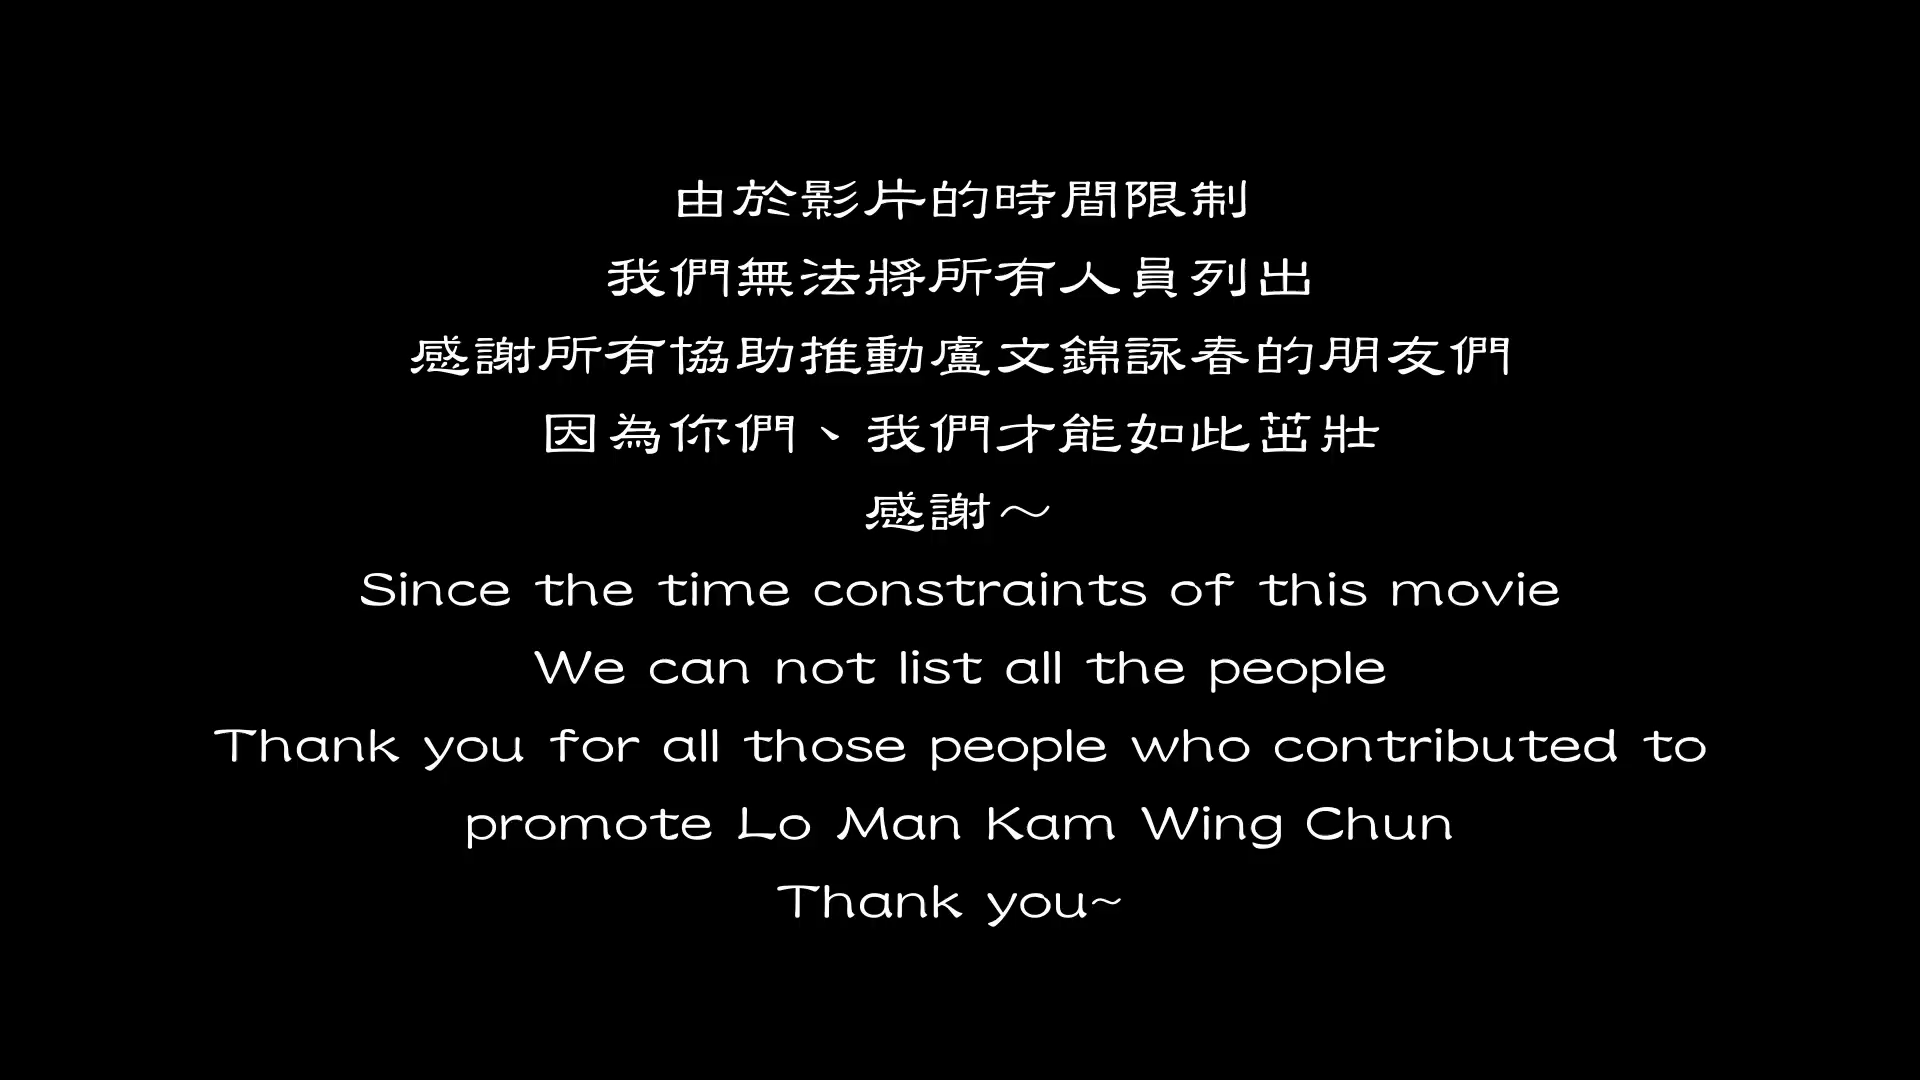 由於影片的時間限制
我們無法將所有人員列出
感謝所有協助推動盧文錦詠春的朋友們
因為你們、我們才能如此茁壯
感謝～
Since the time constraints of this movie
We can not list all the people
Thank you for all those people who contributed to
promote Lo Man Kam Wing Chun
Thank you~